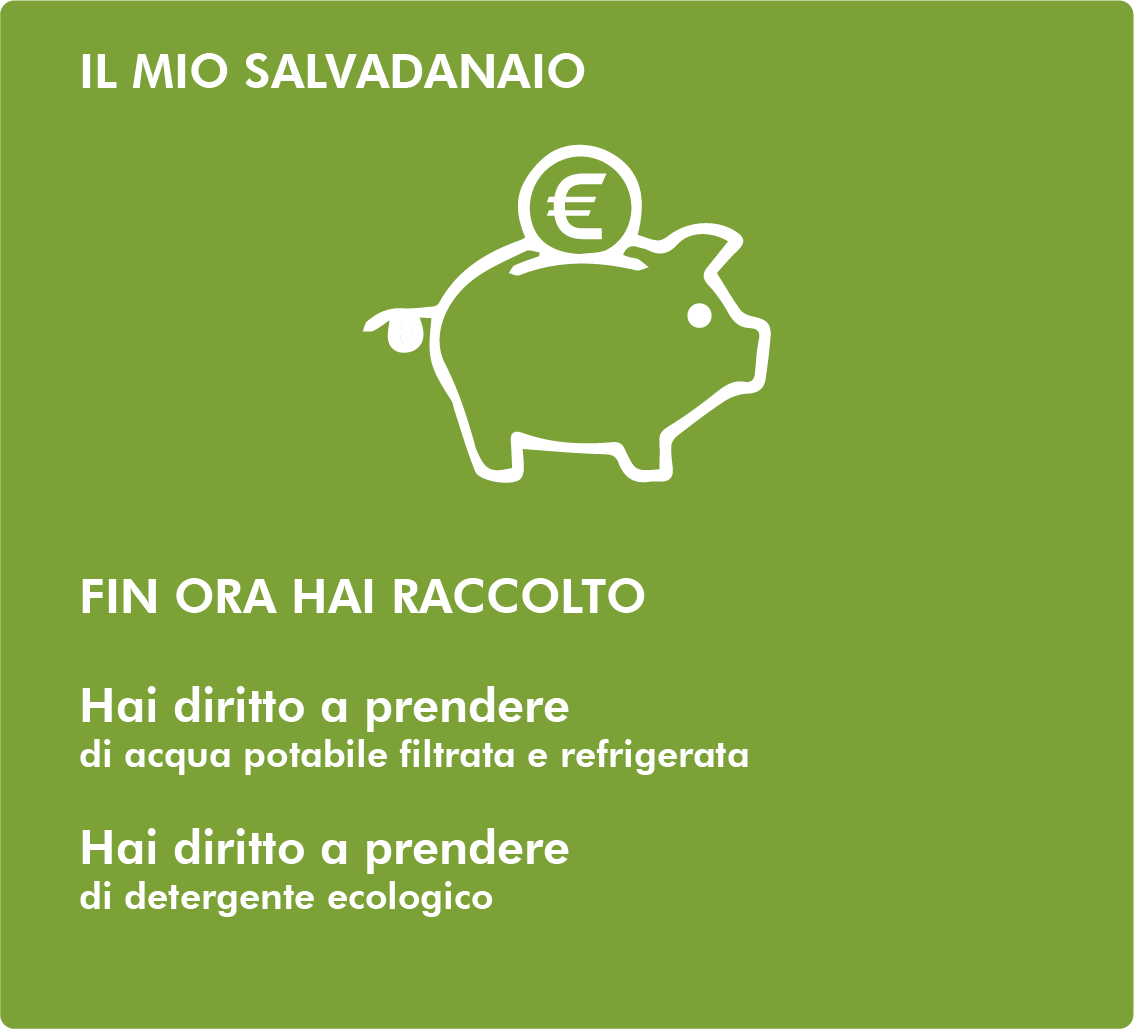 IL MIO SALVADANAIO
€
FIN ORA HAI RACCOLTO
Hai diritto a prendere
di acqua potabile filtrata e refrigerata
Hai diritto a prendere
di detergente ecologico